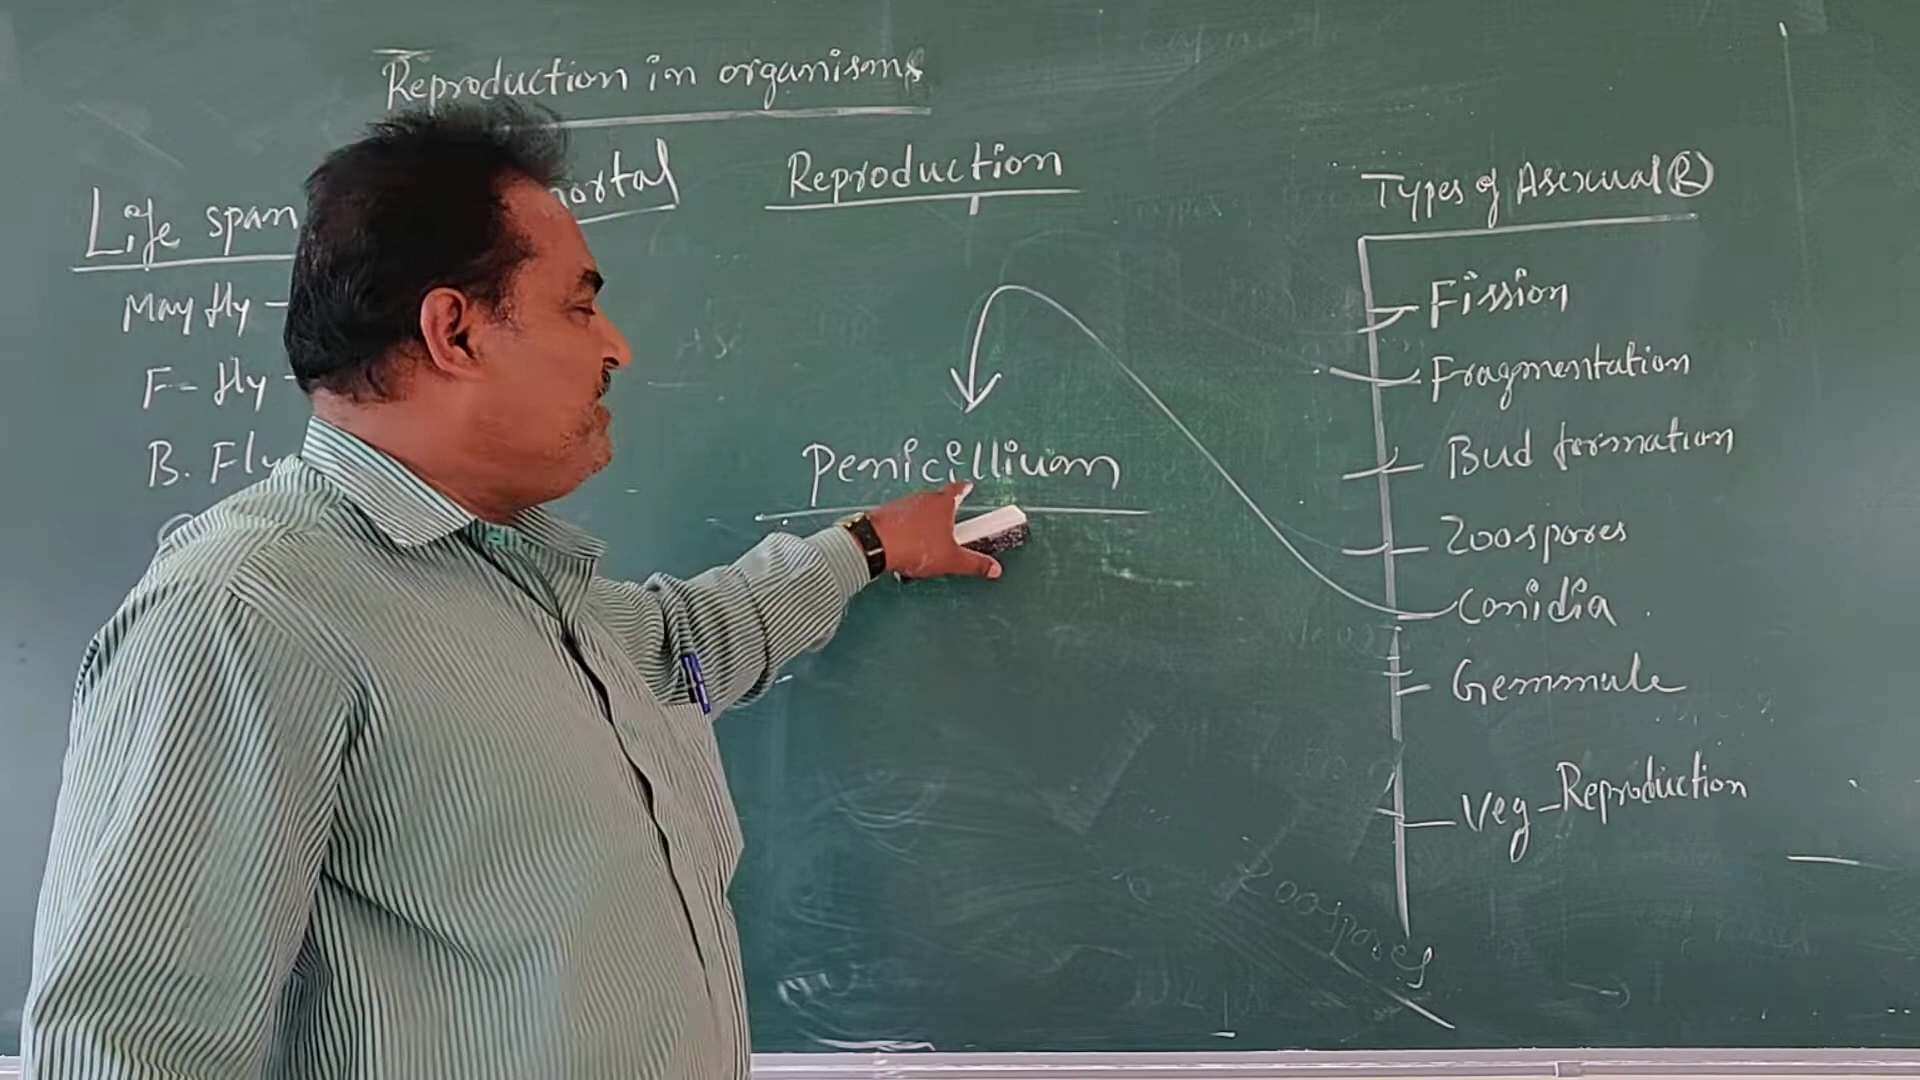 Reproduction in organisms
Life span
mortal
Reproduction
Types of Asexual R
May fly -
F- fly -
B. Fly
Penicillium
Fission
Fragmentation
Bud formation
Zoospores
Conidia .
Gemmule
Veg-Reproduction
Zoospores